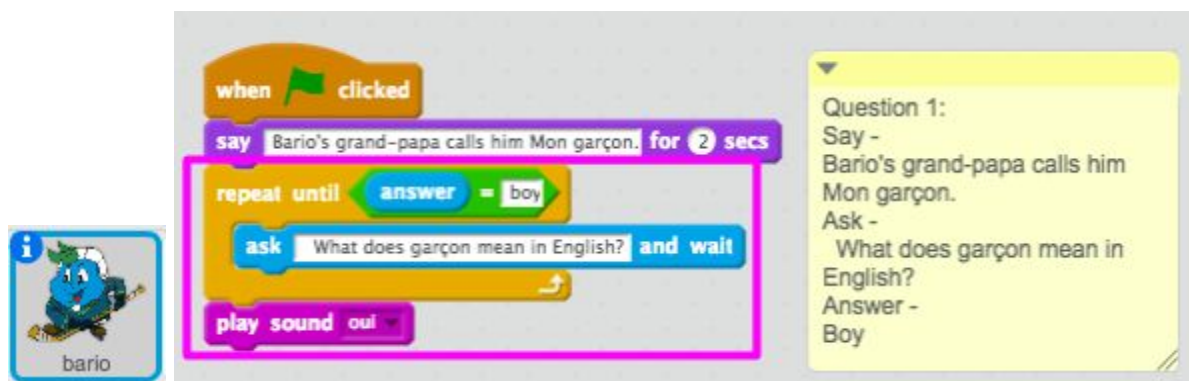 when clicked
say Bario's grand-papa calls him Mon garçon. for 2 secs
repeat until answer = boy
ask What does garçon mean in English? and wait
play sound oui
i
bario
Question 1:
Say -
Bario's grand-papa calls him
Mon garçon.
Ask -
What does garçon mean in
English?
Answer -
Boy